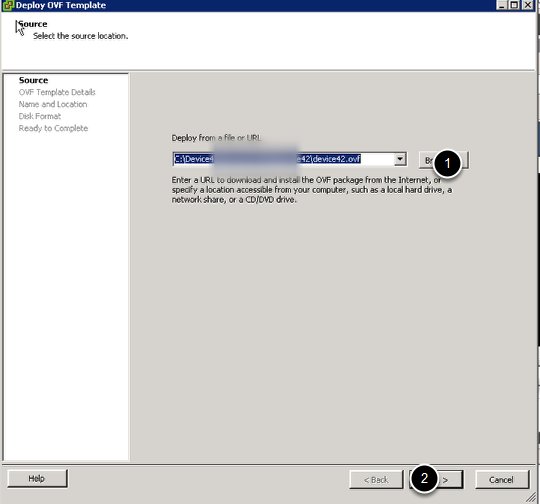 Deploy OVF Template
Source
Select the source location.
Source
OVF Template Details
Name and Location
Disk Format
Ready to Complete
Deploy from a file or URL
C:\Device4 e42\device42.ovf
1
Enter a URL to download and install the OVF package from the Internet, or
specify a location accessible from your computer, such as a local hard drive, a
network share, or a CD/DVD drive.
Help
< Back
2 >
Cancel